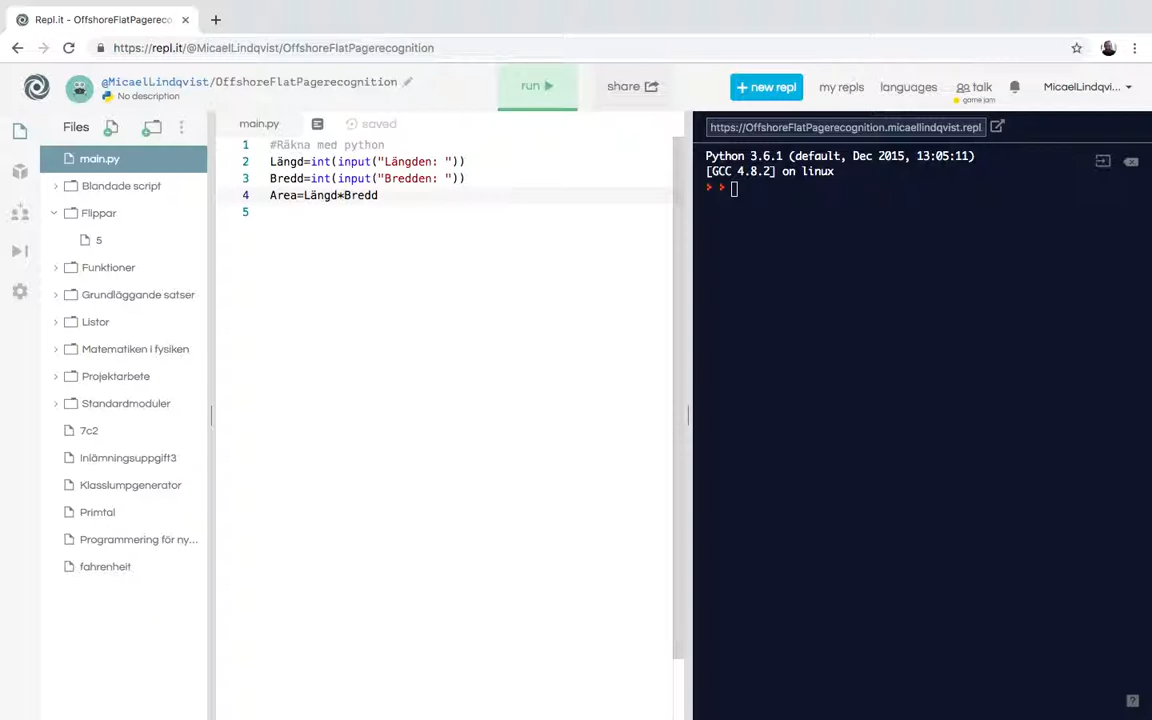 Repl.it - OffshoreFlatPagereco
https://repl.it/@MicaelLindqvist/OffshoreFlatPagerecognition
@MicaelLindqvist/OffshoreFlatPagerecognition
No description
run
share
+ new repl
my repls
languages
talk
game jam
MicaelLindqvi...
Files
main.py
Blandade script
Flippar
5
Funktioner
Grundläggande satser
Listor
Matematiken i fysiken
Projektarbete
Standardmoduler
7c2
Inlämningsuppgift3
Klasslumpgenerator
Primtal
Programmering för ny...
fahrenheit
main.py
saved
1 #Räkna med python
2 Längd=int(input("Längden: "))
3 Bredd=int(input("Bredden: "))
4 Area=Längd*Bredd
5
https://OffshoreFlatPagerecognition.micaellindqvist.repl
Python 3.6.1 (default, Dec 2015, 13:05:11)
[GCC 4.8.2] on linux
> >
?